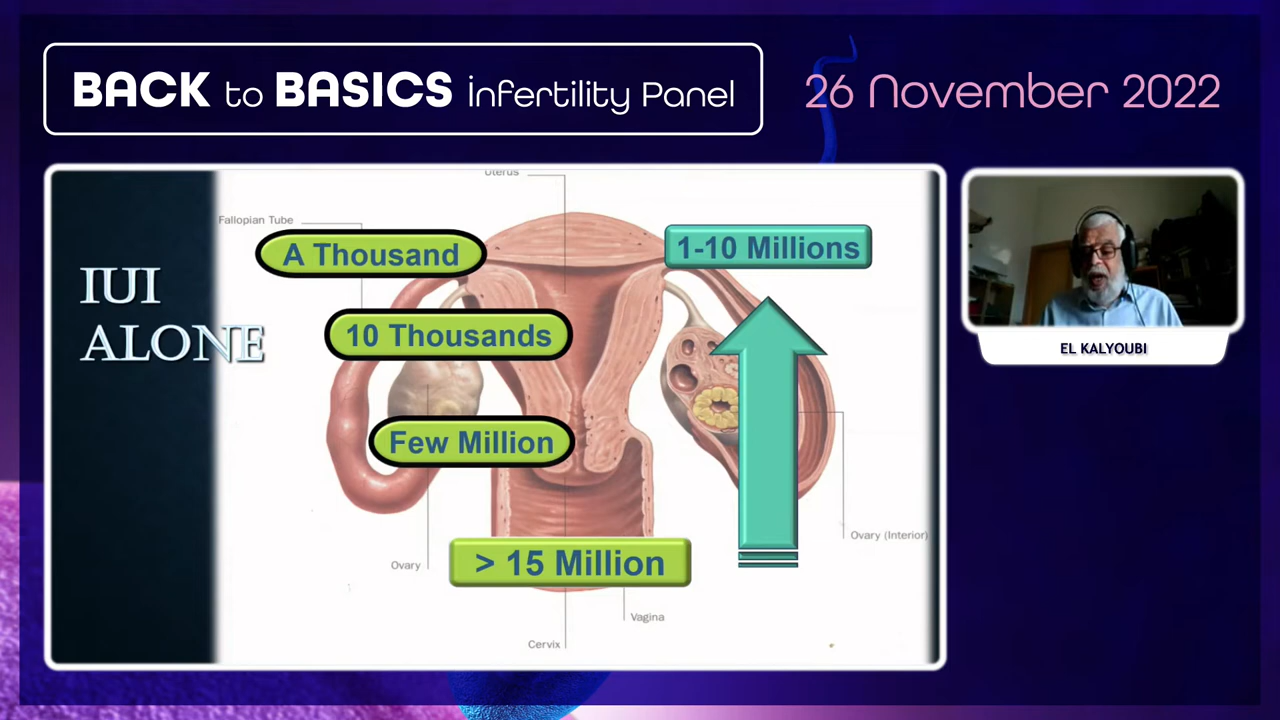 BACK to BASICS infertility Panel
26 November 2022
Uterus
Fallopian Tube
A Thousand
1-10 Millions
IUI
ALONE
10 Thousands
EL KALYOUBI
Few Million
Ovary (Interior)
> 15 Million
Ovary
Vagina
Cervix